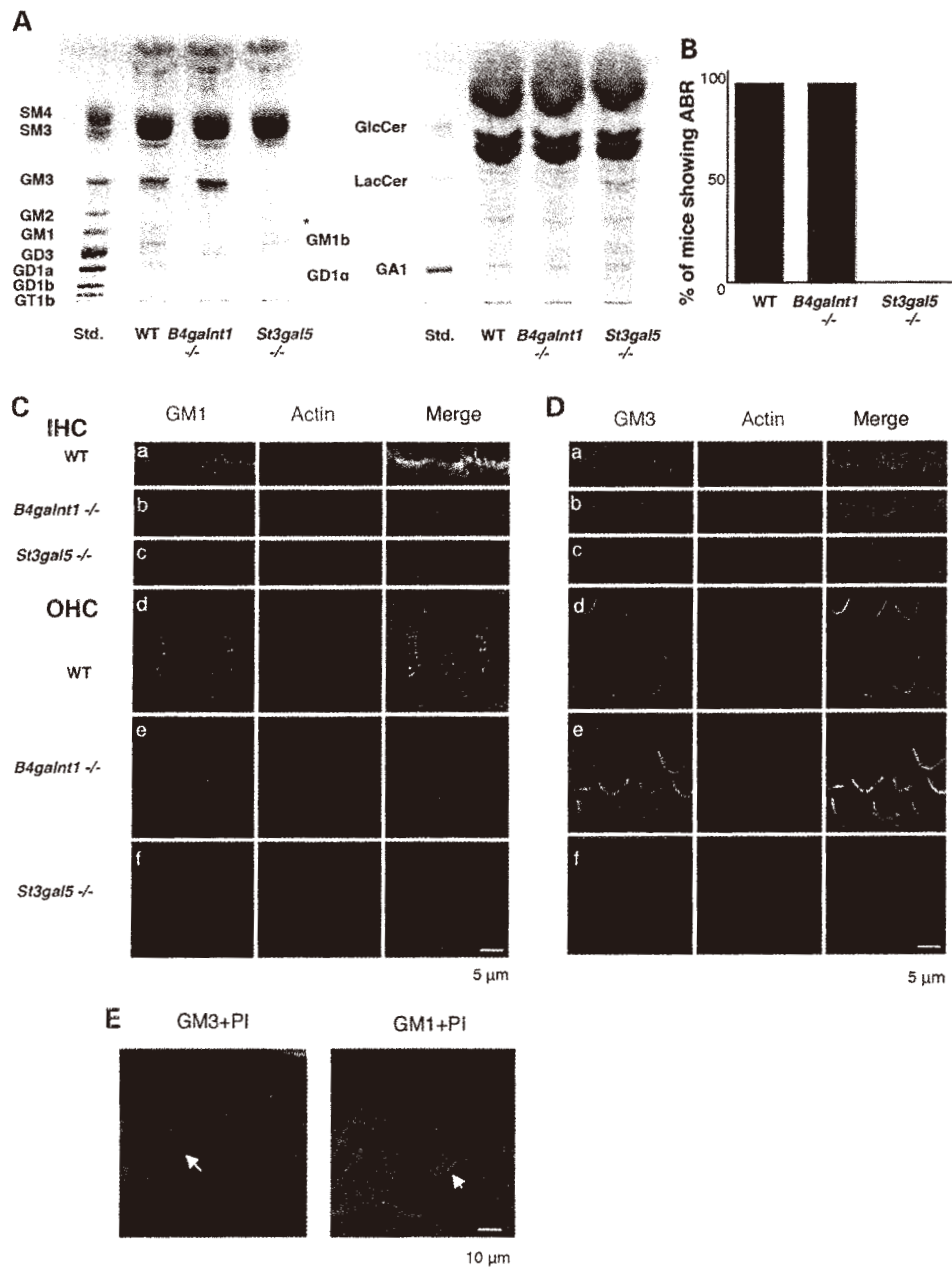 A
SM4
SM3
GM3
GM2
GM1
GD3
GD1a
GD1b
GT1b
*
GM1b
GD1α
Std.
WT
B4galnt1 -/-
St3gal5 -/-
GlcCer
LacCer
GA1
Std.
WT
B4galnt1 -/-
St3gal5 -/-
B
% of mice showing ABR
100
50
0
WT
B4galnt1 -/-
St3gal5 -/-
C
GM1
Actin
Merge
IHC
WT
a
B4galnt1 -/-
b
St3gal5 -/-
c
OHC
WT
d
B4galnt1 -/-
e
St3gal5 -/-
f
5 µm
D
GM3
Actin
Merge
a
b
c
d
e
f
5 µm
E
GM3+PI
GM1+PI
10 µm